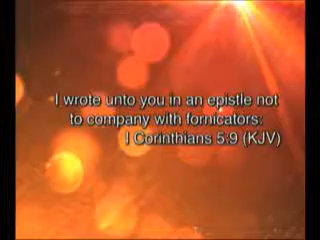 I wrote unto you in an epistle not
to company with fornicators:
I Corinthians 5:9 (KJV)